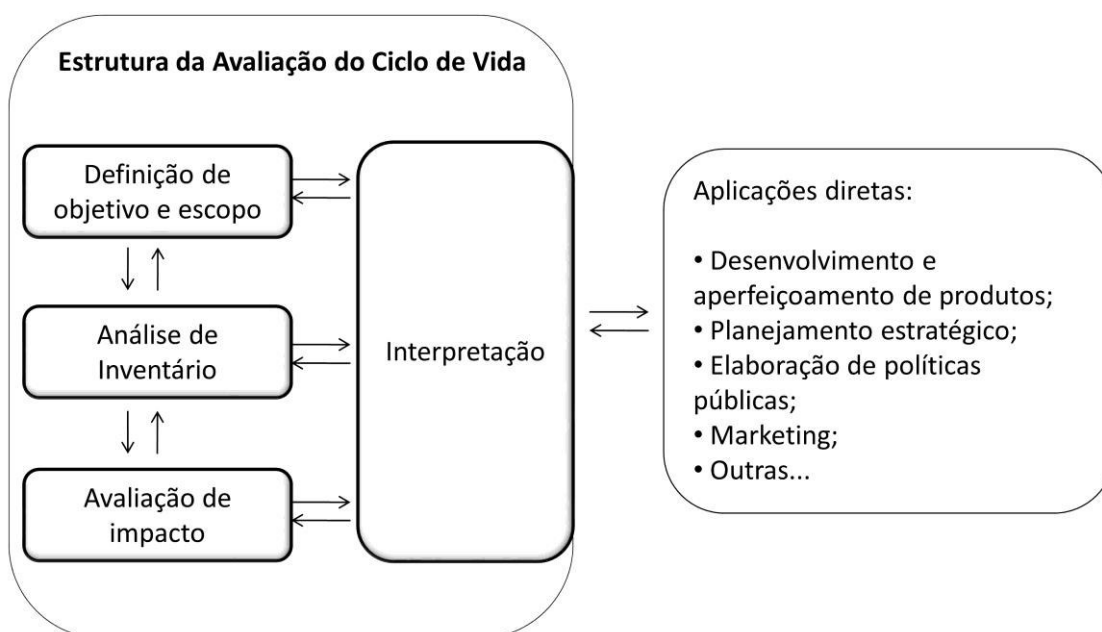 Estrutura da Avaliação do Ciclo de Vida
Definição de
objetivo e escopo
Análise de
Inventário
Avaliação de
impacto
Interpretação
Aplicações diretas:
• Desenvolvimento e
aperfeiçoamento de produtos;
• Planejamento estratégico;
• Elaboração de políticas
públicas;
• Marketing;
• Outras...